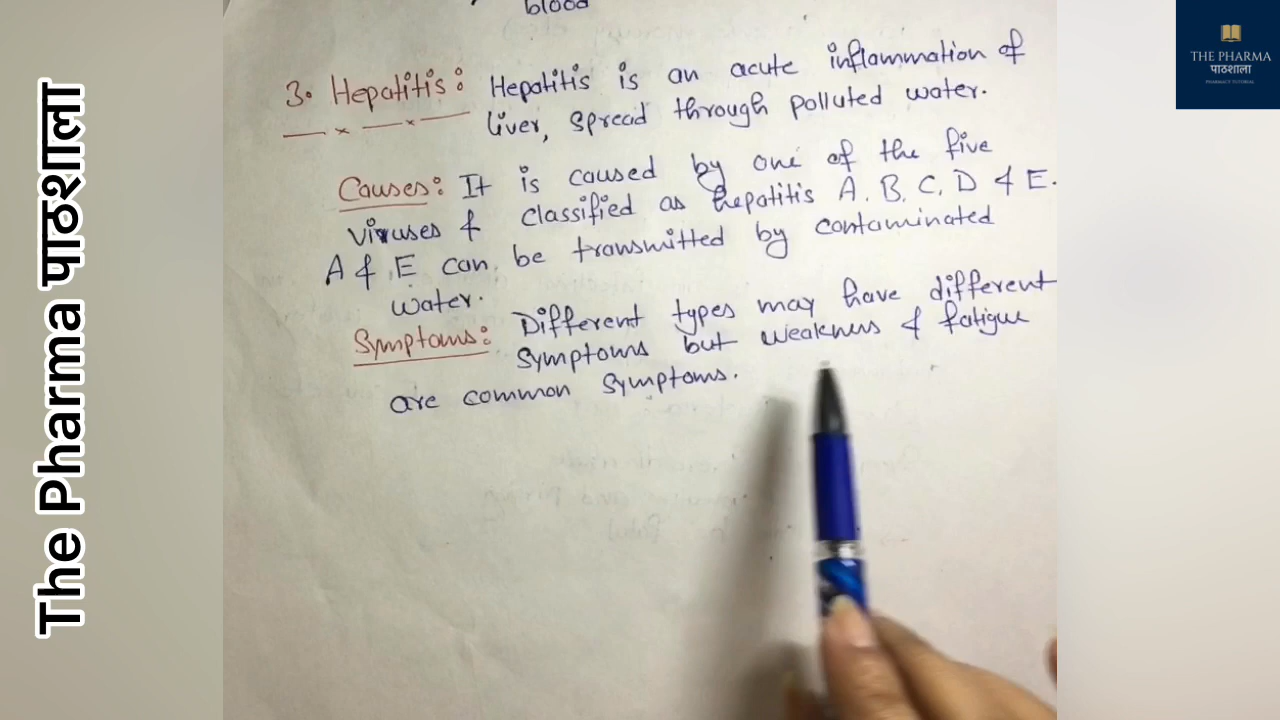 blood
3. Hepatitis: Hepatitis is an acute inflammation of
liver, spread through polluted water.
Causes: It is caused by one of the five
viruses & classified as hepatitis A, B, C, D & E.
A & E can be transmitted by contaminated
water.
Symptoms: Different types may have different
symptoms but weakness & fatigue
are common symptoms.
The Pharma पाठशाला
THE PHARMA
पाठशाला
PHARMACY TUTORIAL